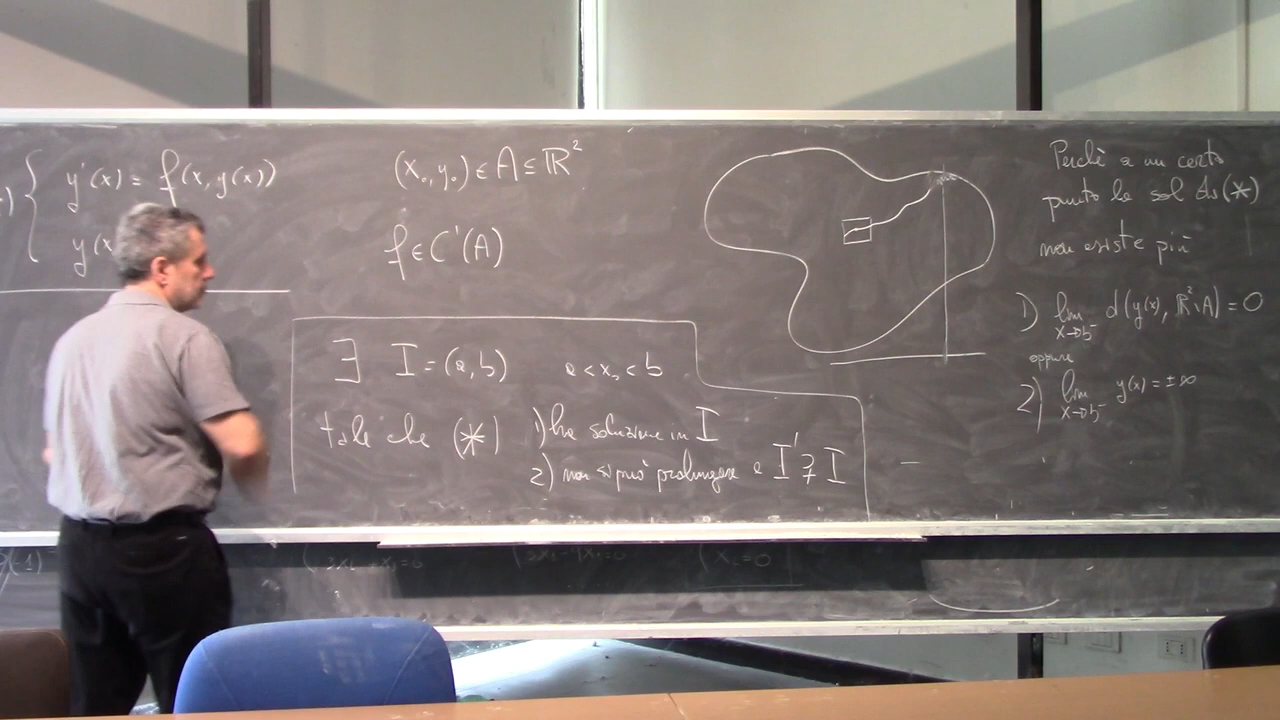 y'(x) = f(x, y(x))
y(x
(x₀, y₀) ∈ A ⊆ ℝ²
f ∈ C'(A)
∃ I = (a, b) a < x₀ < b
tale che (*) 1) ha soluzione in I
2) non si può prolungare a I' ⊋ I
Perchè a un certo
punto la sol di (*)
non esiste più
1) lim d(y(x), ℝ² \ A) = 0
x→b⁻
oppure
2) lim y(x) = ±∞
x→b⁻